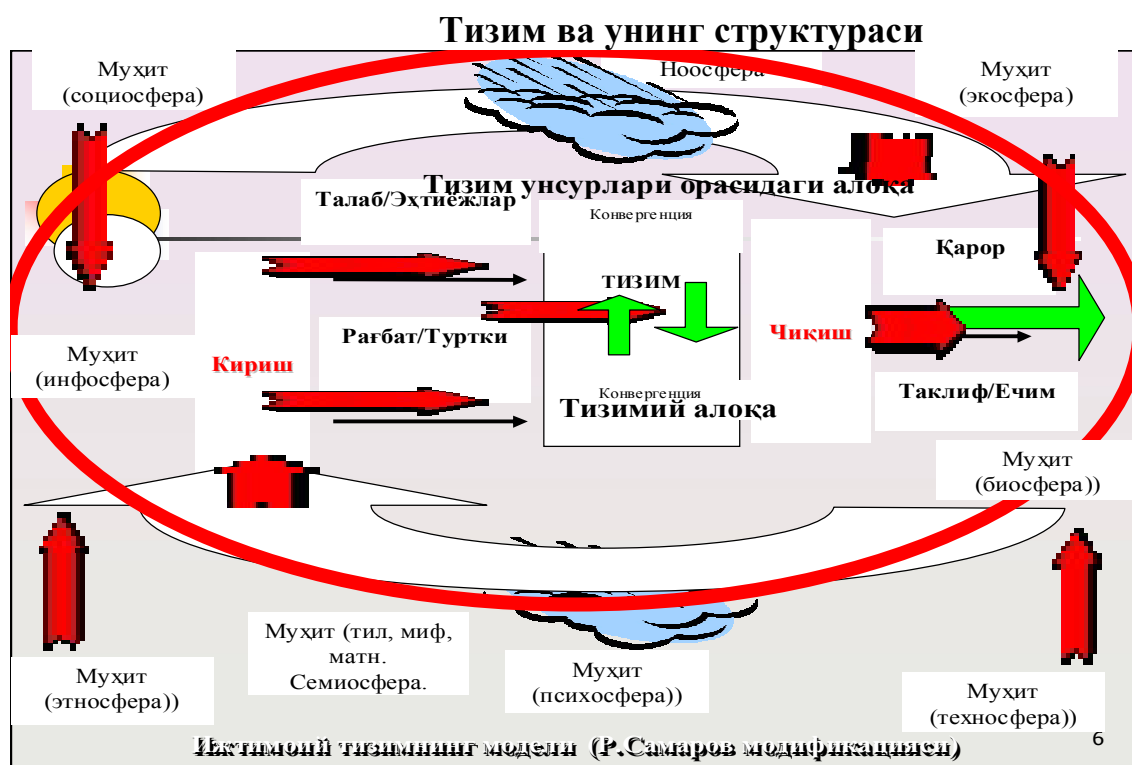 Тизим ва унинг структураси
Муҳит
(социосфера)
Ноосфера
Муҳит
(экосфера)
Тизим унсурлари орасидаги алоқа
Талаб/Эҳтиёжлар
Конвергенция
Қарор
тизим
Рағбат/Туртки
Чиқиш
Муҳит
(инфосфера)
Кириш
Конвергенция
Тизимий алоқа
Таклиф/Ечим
Муҳит
(биосфера))
Муҳит (тил, миф,
матн.
Семиосфера.
Муҳит
(этносфера))
Муҳит
(психосфера))
Муҳит
(техносфера))
Ижтимоий тизимнинг модели (Р.Самаров модификацияси)
6